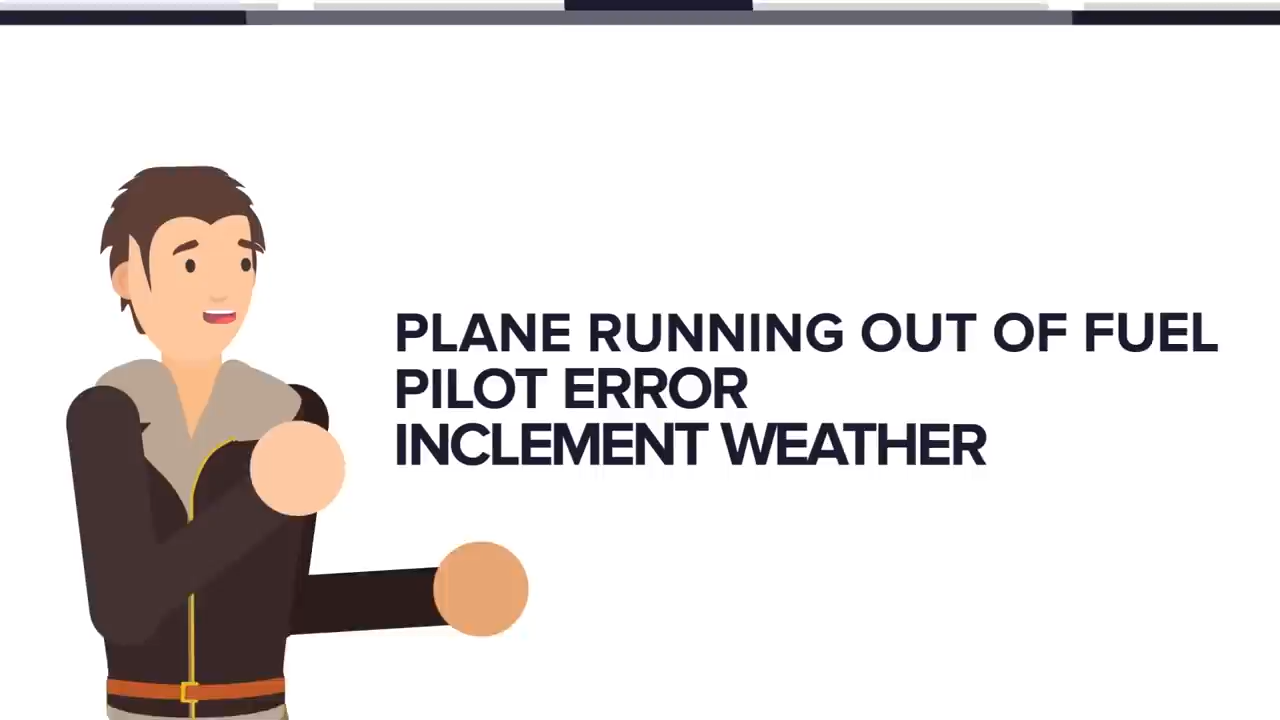 PLANE RUNNING OUT OF FUEL
PILOT ERROR
INCLEMENT WEATHER